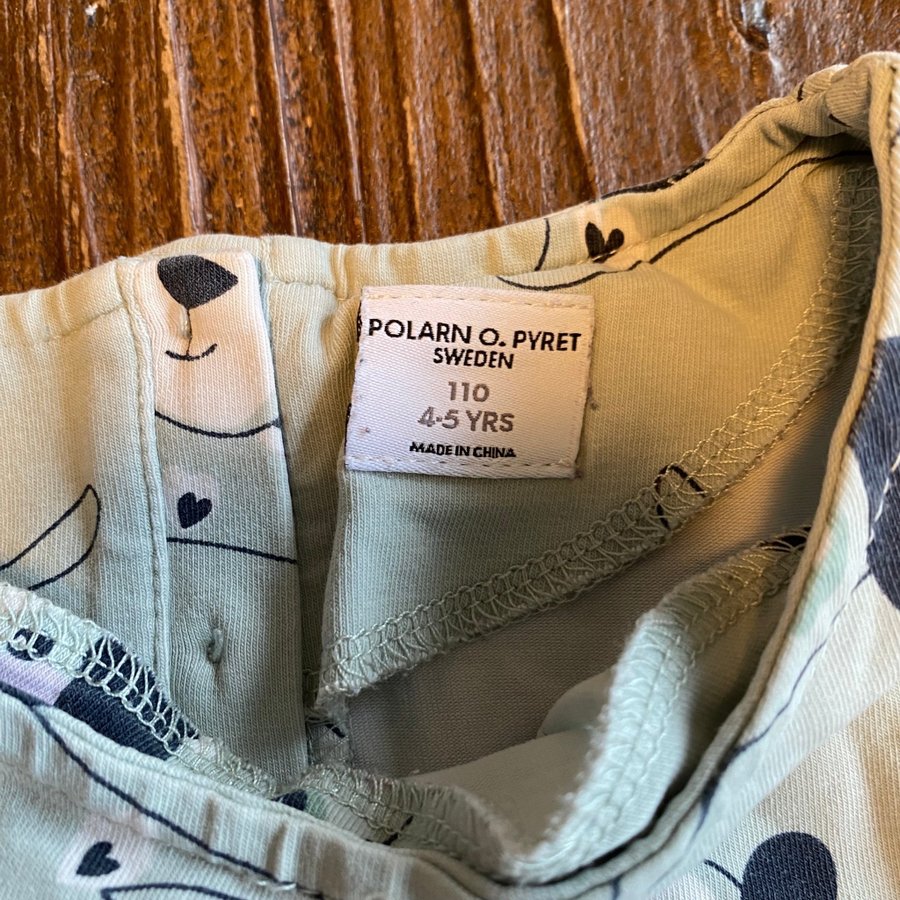 POLARN O. PYRET
SWEDEN
110
4-5 YRS
MADE IN CHINA